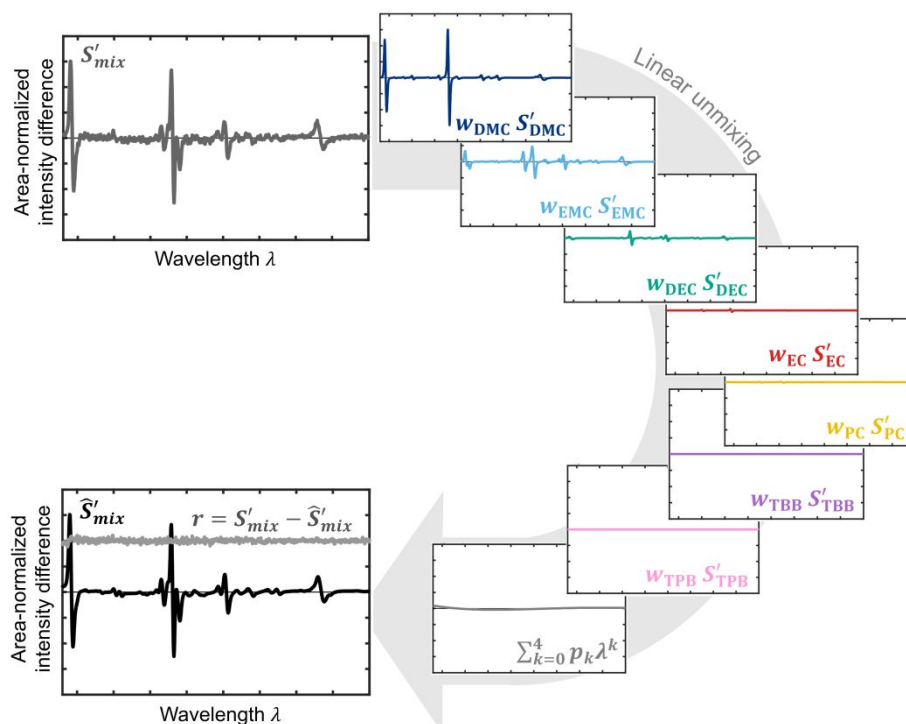 S′mix
Area-normalized
intensity difference
Wavelength λ
Linear unmixing
wDMC S′DMC
wEMC S′EMC
wDEC S′DEC
wEC S′EC
wPC S′PC
wTBB S′TBB
wTPB S′TPB
∑⁴k=0 pkλᵏ
Ŝ′mix
r = S′mix − Ŝ′mix
Area-normalized
intensity difference
Wavelength λ